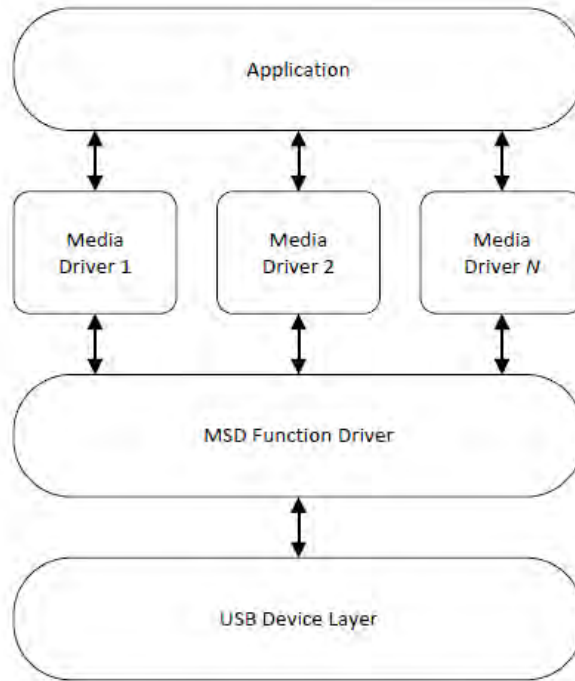 Application
Media
Driver 1
Media
Driver 2
Media
Driver N
MSD Function Driver
USB Device Layer